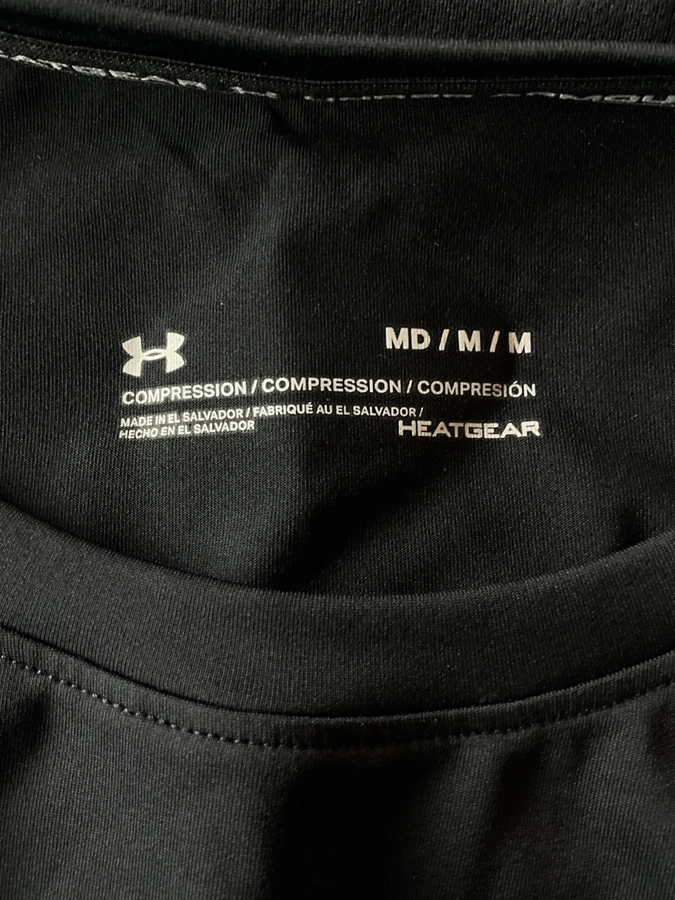 MD / M / M
COMPRESSION / COMPRESSION / COMPRESIÓN
MADE IN EL SALVADOR / FABRIQUÉ AU EL SALVADOR /
HECHO EN EL SALVADOR
HEATGEAR